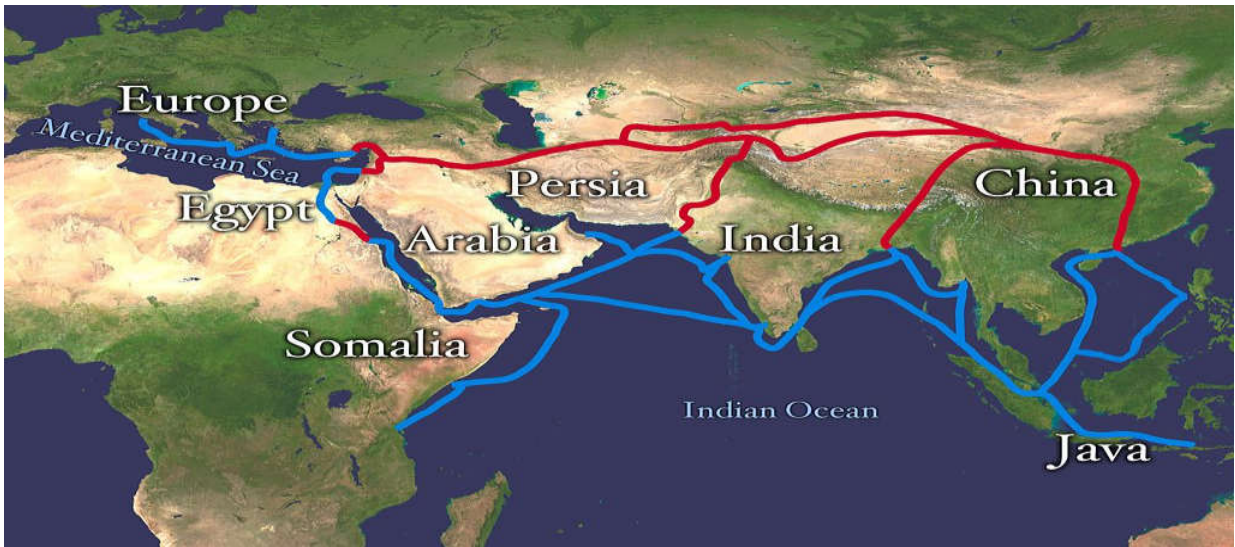 Europe
Mediterranean Sea
Egypt
Persia
China
Arabia
India
Somalia
Indian Ocean
Java